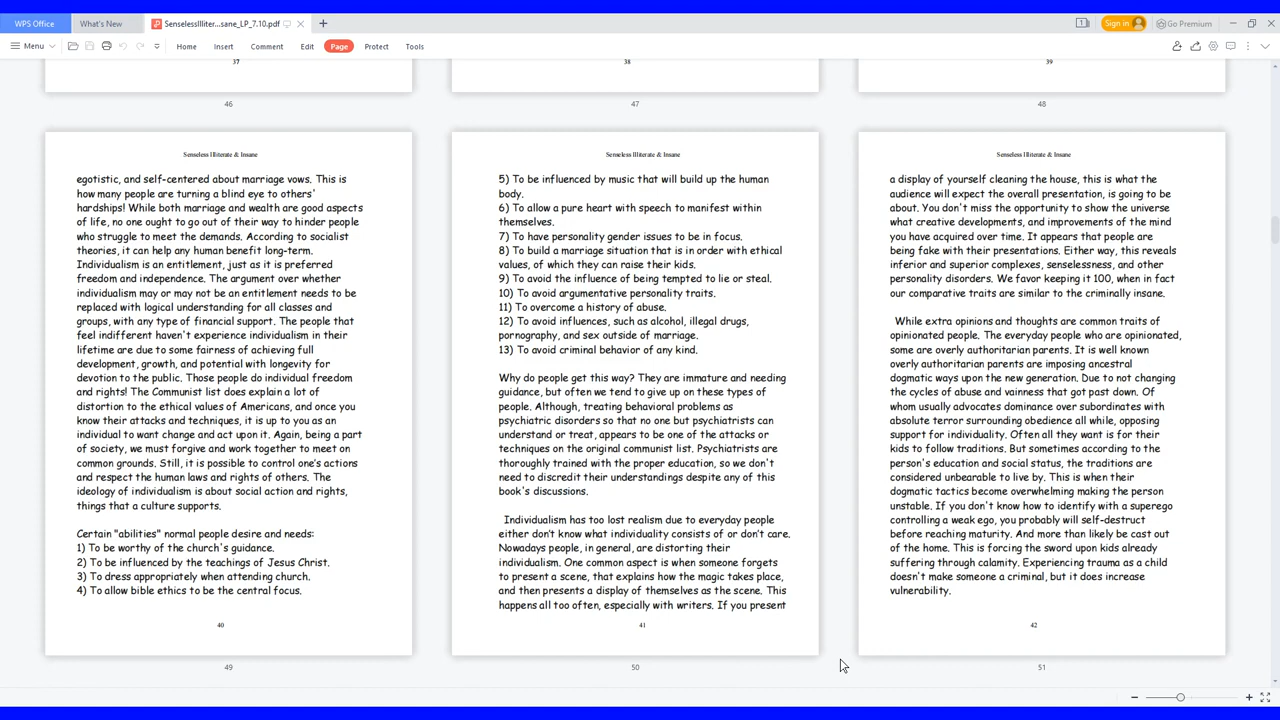 WPS Office
What's New
SenselessIlliter...sane_LP_7.10.pdf
1
Sign in
Go Premium
Menu
Home
Insert
Comment
Edit
Page
Protect
Tools
37
38
39
46
47
48
Senseless Illiterate & Insane
egotistic, and self-centered about marriage vows. This is
how many people are turning a blind eye to others'
hardships! While both marriage and wealth are good aspects
of life, no one ought to go out of their way to hinder people
who struggle to meet the demands. According to socialist
theories, it can help any human benefit long-term.
Individualism is an entitlement, just as it is preferred
freedom and independence. The argument over whether
individualism may or may not be an entitlement needs to be
replaced with logical understanding for all classes and
groups, with any type of financial support. The people that
feel indifferent haven't experience individualism in their
lifetime are due to some fairness of achieving full
development, growth, and potential with longevity for
devotion to the public. Those people do individual freedom
and rights! The Communist list does explain a lot of
distortion to the ethical values of Americans, and once you
know their attacks and techniques, it is up to you as an
individual to want change and act upon it. Again, being a part
of society, we must forgive and work together to meet on
common grounds. Still, it is possible to control one's actions
and respect the human laws and rights of others. The
ideology of individualism is about social action and rights,
things that a culture supports.
Certain "abilities" normal people desire and needs:
1) To be worthy of the church's guidance.
2) To be influenced by the teachings of Jesus Christ.
3) To dress appropriately when attending church.
4) To allow bible ethics to be the central focus.
40
49
Senseless Illiterate & Insane
5) To be influenced by music that will build up the human
body.
6) To allow a pure heart with speech to manifest within
themselves.
7) To have personality gender issues to be in focus.
8) To build a marriage situation that is in order with ethical
values, of which they can raise their kids.
9) To avoid the influence of being tempted to lie or steal.
10) To avoid argumentative personality traits.
11) To overcome a history of abuse.
12) To avoid influences, such as alcohol, illegal drugs,
pornography, and sex outside of marriage.
13) To avoid criminal behavior of any kind.
Why do people get this way? They are immature and needing
guidance, but often we tend to give up on these types of
people. Although, treating behavioral problems as
psychiatric disorders so that no one but psychiatrists can
understand or treat, appears to be one of the attacks or
techniques on the original communist list. Psychiatrists are
thoroughly trained with the proper education, so we don't
need to discredit their understandings despite any of this
book's discussions.
Individualism has too lost realism due to everyday people
either don't know what individuality consists of or don't care.
Nowadays people, in general, are distorting their
individualism. One common aspect is when someone forgets
to present a scene, that explains how the magic takes place,
and then presents a display of themselves as the scene. This
happens all too often, especially with writers. If you present
41
50
Senseless Illiterate & Insane
a display of yourself cleaning the house, this is what the
audience will expect the overall presentation, is going to be
about. You don't miss the opportunity to show the universe
what creative developments, and improvements of the mind
you have acquired over time. It appears that people are
being fake with their presentations. Either way, this reveals
inferior and superior complexes, senselessness, and other
personality disorders. We favor keeping it 100, when in fact
our comparative traits are similar to the criminally insane.
While extra opinions and thoughts are common traits of
opinionated people. The everyday people who are opinionated,
some are overly authoritarian parents. It is well known
overly authoritarian parents are imposing ancestral
dogmatic ways upon the new generation. Due to not changing
the cycles of abuse and vainness that got past down. Of
whom usually advocates dominance over subordinates with
absolute terror surrounding obedience all while, opposing
support for individuality. Often all they want is for their
kids to follow traditions. But sometimes according to the
person's education and social status, the traditions are
considered unbearable to live by. This is when their
dogmatic tactics become overwhelming making the person
unstable. If you don't know how to identify with a superego
controlling a weak ego, you probably will self-destruct
before reaching maturity. And more than likely be cast out
of the home. This is forcing the sword upon kids already
suffering through calamity. Experiencing trauma as a child
doesn't make someone a criminal, but it does increase
vulnerability.
42
51